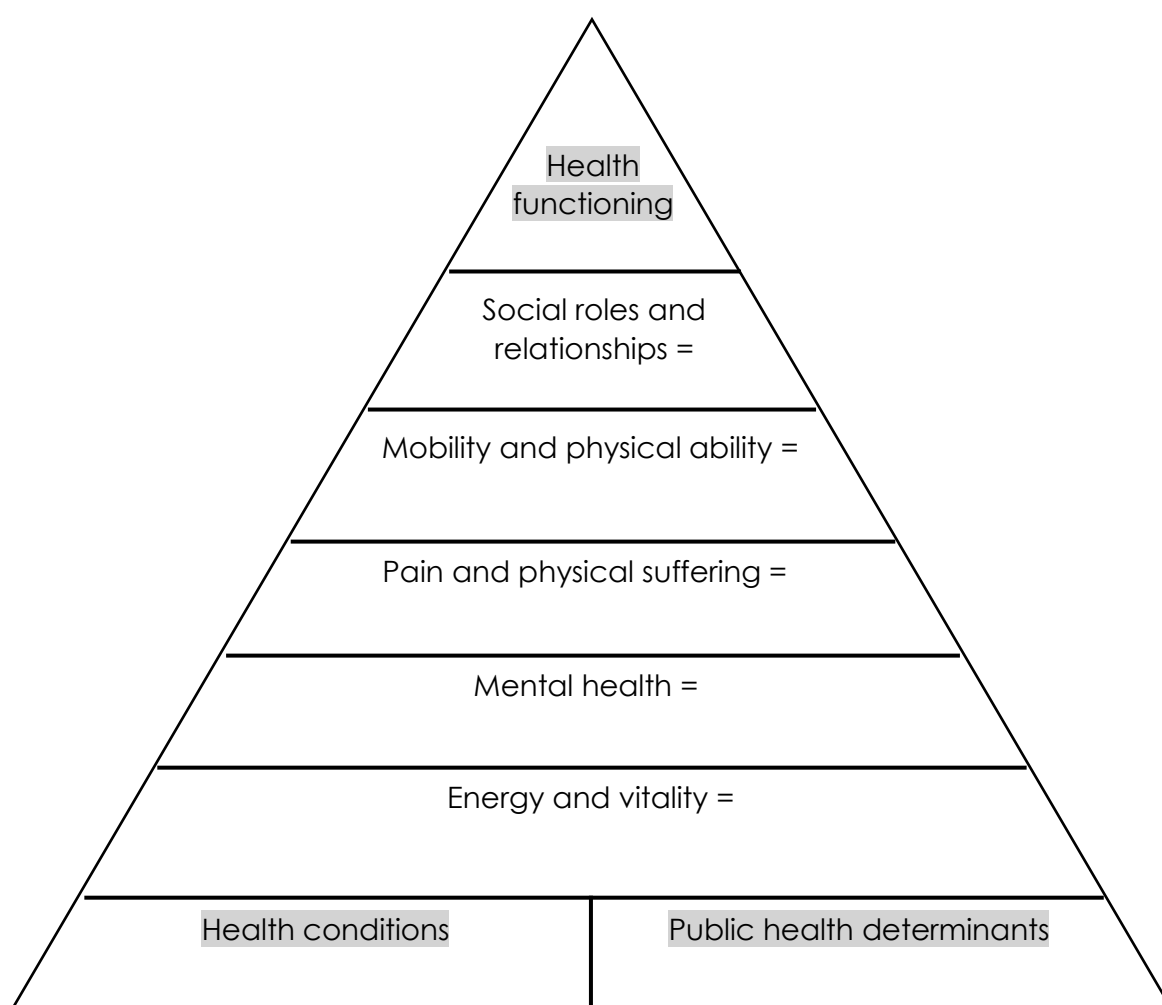 Health
functioning
Social roles and
relationships =
Mobility and physical ability =
Pain and physical suffering =
Mental health =
Energy and vitality =
Health conditions
Public health determinants